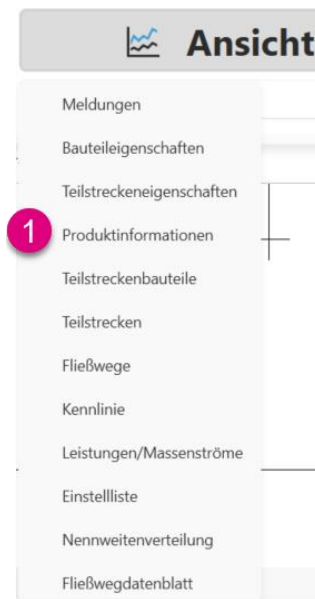 Ansicht
Meldungen
Bauteileigenschaften
Teilstreckeneigenschaften
1 Produktinformationen
Teilstreckenbauteile
Teilstrecken
Fließwege
Kennlinie
Leistungen/Massenströme
Einstellliste
Nennweitenverteilung
Fließwegdatenblatt